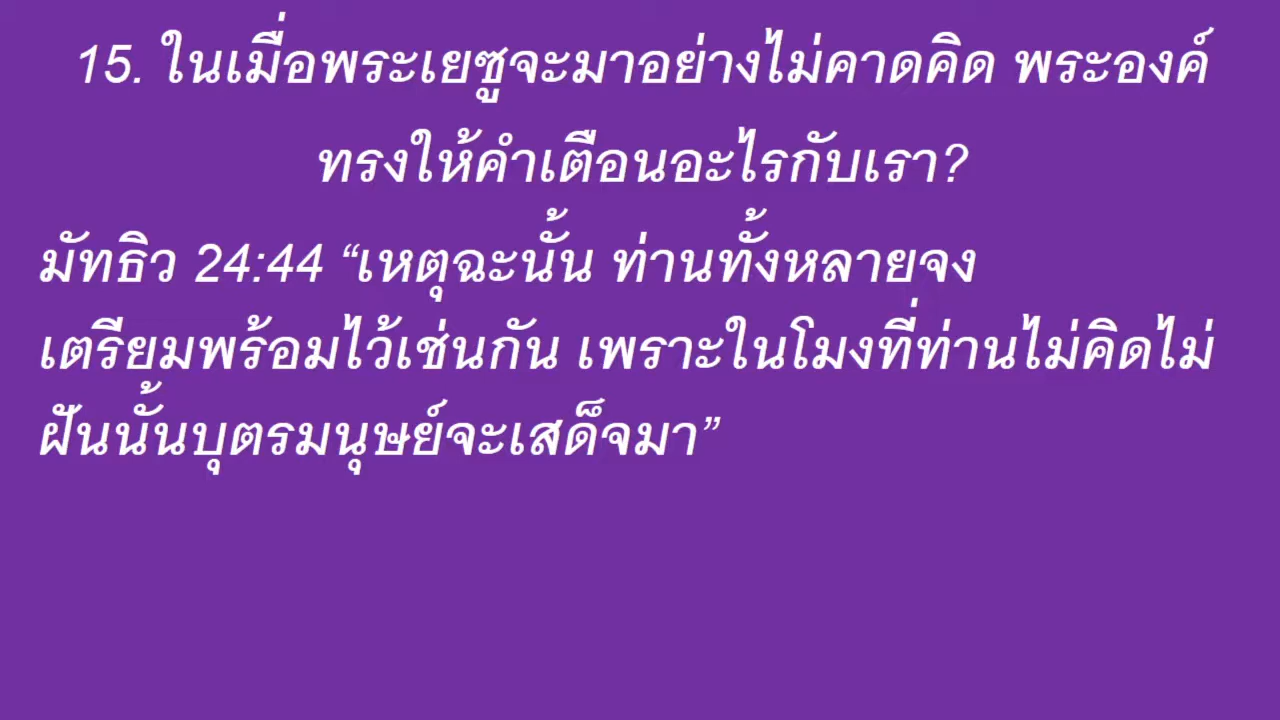 15. ในเมื่อพระเยซูจะมาอย่างไม่คาดคิด พระองค์
ทรงให้คำเตือนอะไรกับเรา?
มัทธิว 24:44 “เหตุฉะนั้น ท่านทั้งหลายจง
เตรียมพร้อมไว้เช่นกัน เพราะในโมงที่ท่านไม่คิดไม่
ฝันนั้นบุตรมนุษย์จะเสด็จมา”